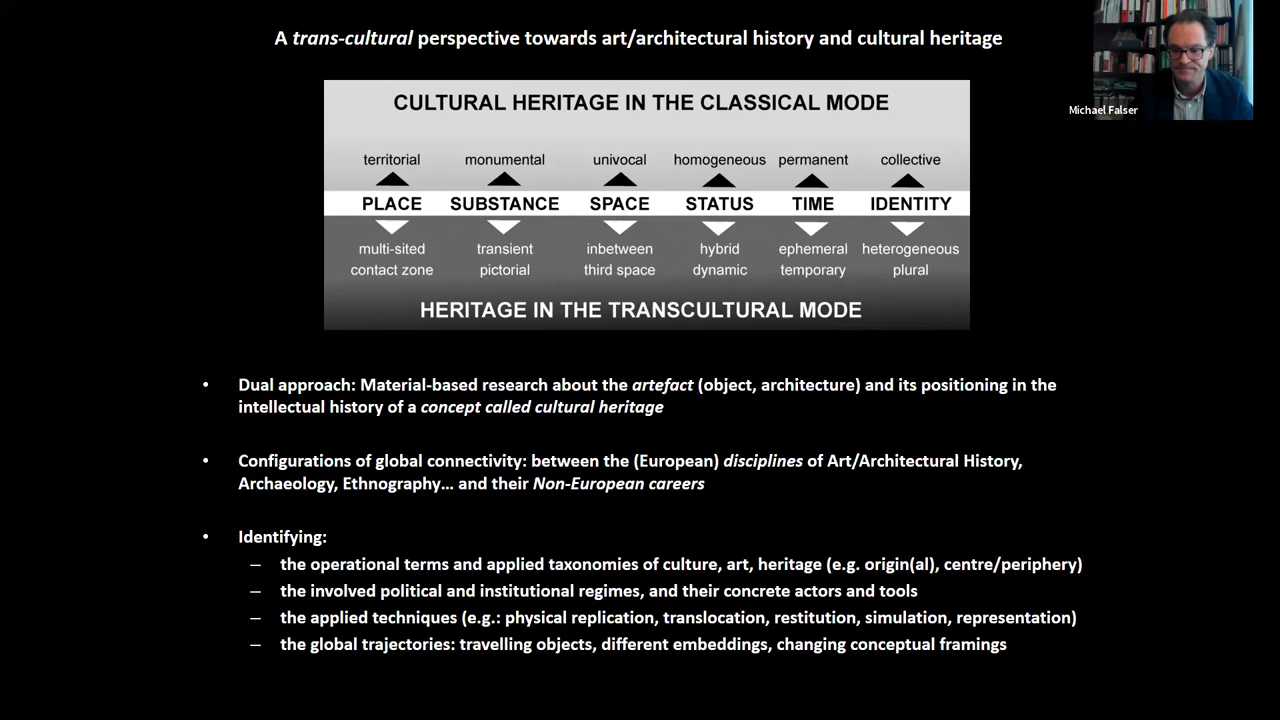 A trans-cultural perspective towards art/architectural history and cultural heritage
Michael Falser
CULTURAL HERITAGE IN THE CLASSICAL MODE
territorial monumental univocal homogeneous permanent collective
PLACE SUBSTANCE SPACE STATUS TIME IDENTITY
multi-sited transient inbetween hybrid ephemeral heterogeneous
contact zone pictorial third space dynamic temporary plural
HERITAGE IN THE TRANSCULTURAL MODE
• Dual approach: Material-based research about the artefact (object, architecture) and its positioning in the
intellectual history of a concept called cultural heritage
• Configurations of global connectivity: between the (European) disciplines of Art/Architectural History,
Archaeology, Ethnography… and their Non-European careers
• Identifying:
– the operational terms and applied taxonomies of culture, art, heritage (e.g. origin(al), centre/periphery)
– the involved political and institutional regimes, and their concrete actors and tools
– the applied techniques (e.g.: physical replication, translocation, restitution, simulation, representation)
– the global trajectories: travelling objects, different embeddings, changing conceptual framings